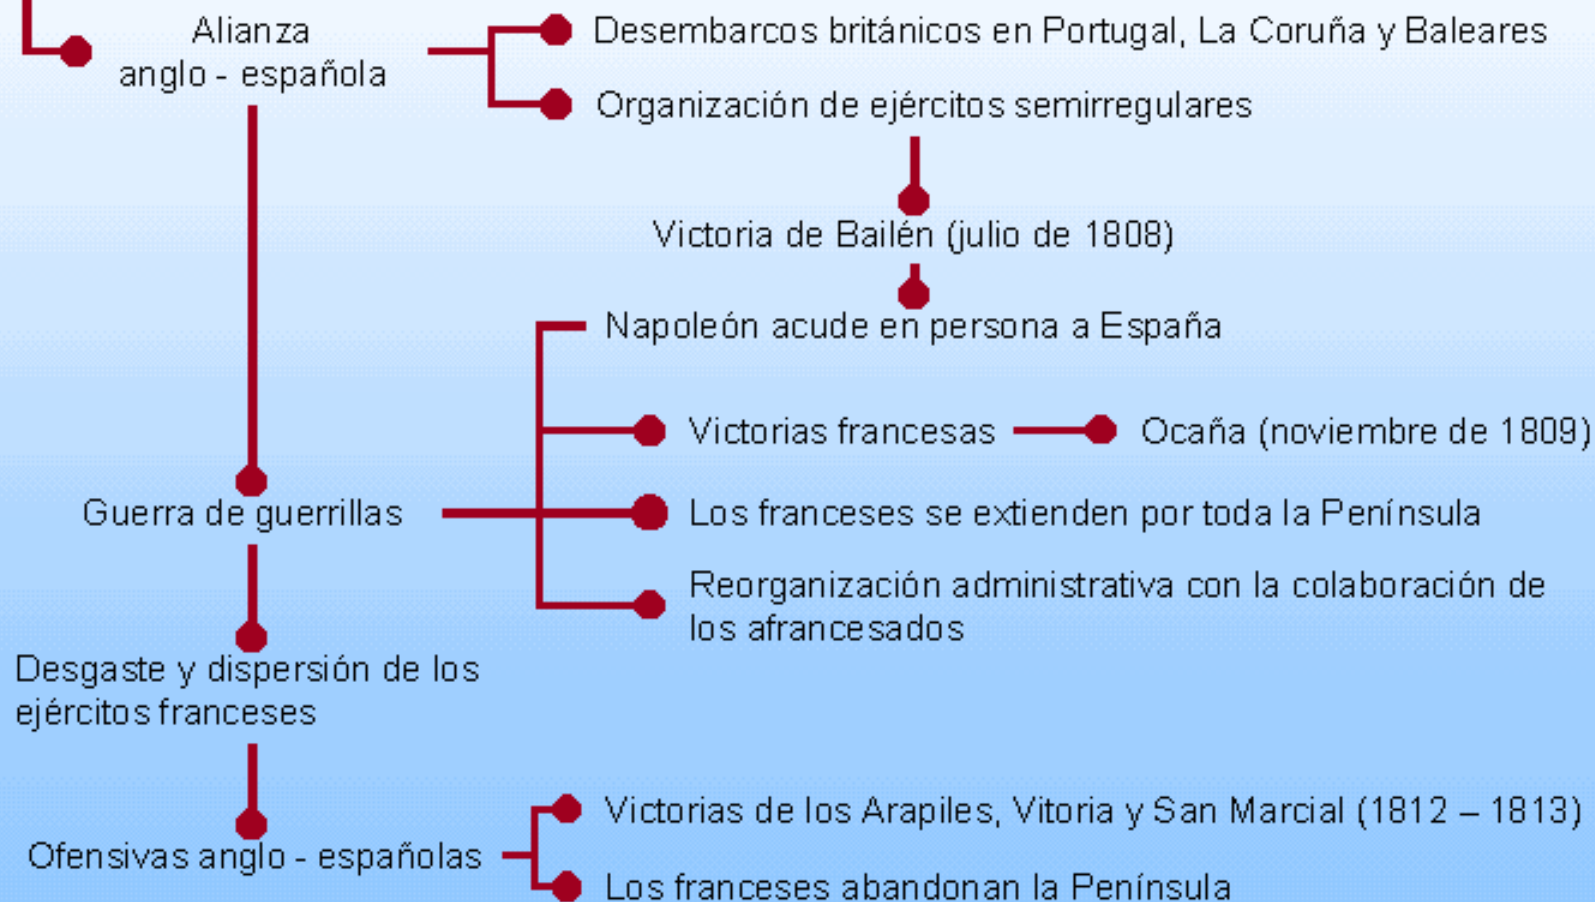 Alianza
anglo - española
Desembarcos británicos en Portugal, La Coruña y Baleares
Organización de ejércitos semirregulares
Victoria de Bailén (julio de 1808)
Napoleón acude en persona a España
Victorias francesas
Ocaña (noviembre de 1809)
Guerra de guerrillas
Los franceses se extienden por toda la Península
Reorganización administrativa con la colaboración de
los afrancesados
Desgaste y dispersión de los
ejércitos franceses
Ofensivas anglo - españolas
Victorias de los Arapiles, Vitoria y San Marcial (1812 – 1813)
Los franceses abandonan la Península